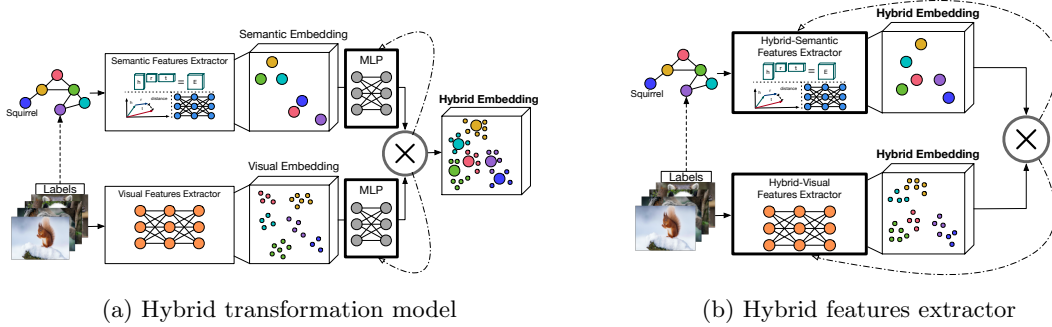 Semantic Embedding
Semantic Features Extractor
h r t = E
h
r
t
distance
MLP
Squirrel
Hybrid Embedding
Visual Embedding
Labels
Visual Features Extractor
MLP
(a) Hybrid transformation model
Hybrid Embedding
Hybrid-Semantic
Features Extractor
h r t = E
h
r
t
distance
Squirrel
Hybrid Embedding
Labels
Hybrid-Visual
Features Extractor
(b) Hybrid features extractor